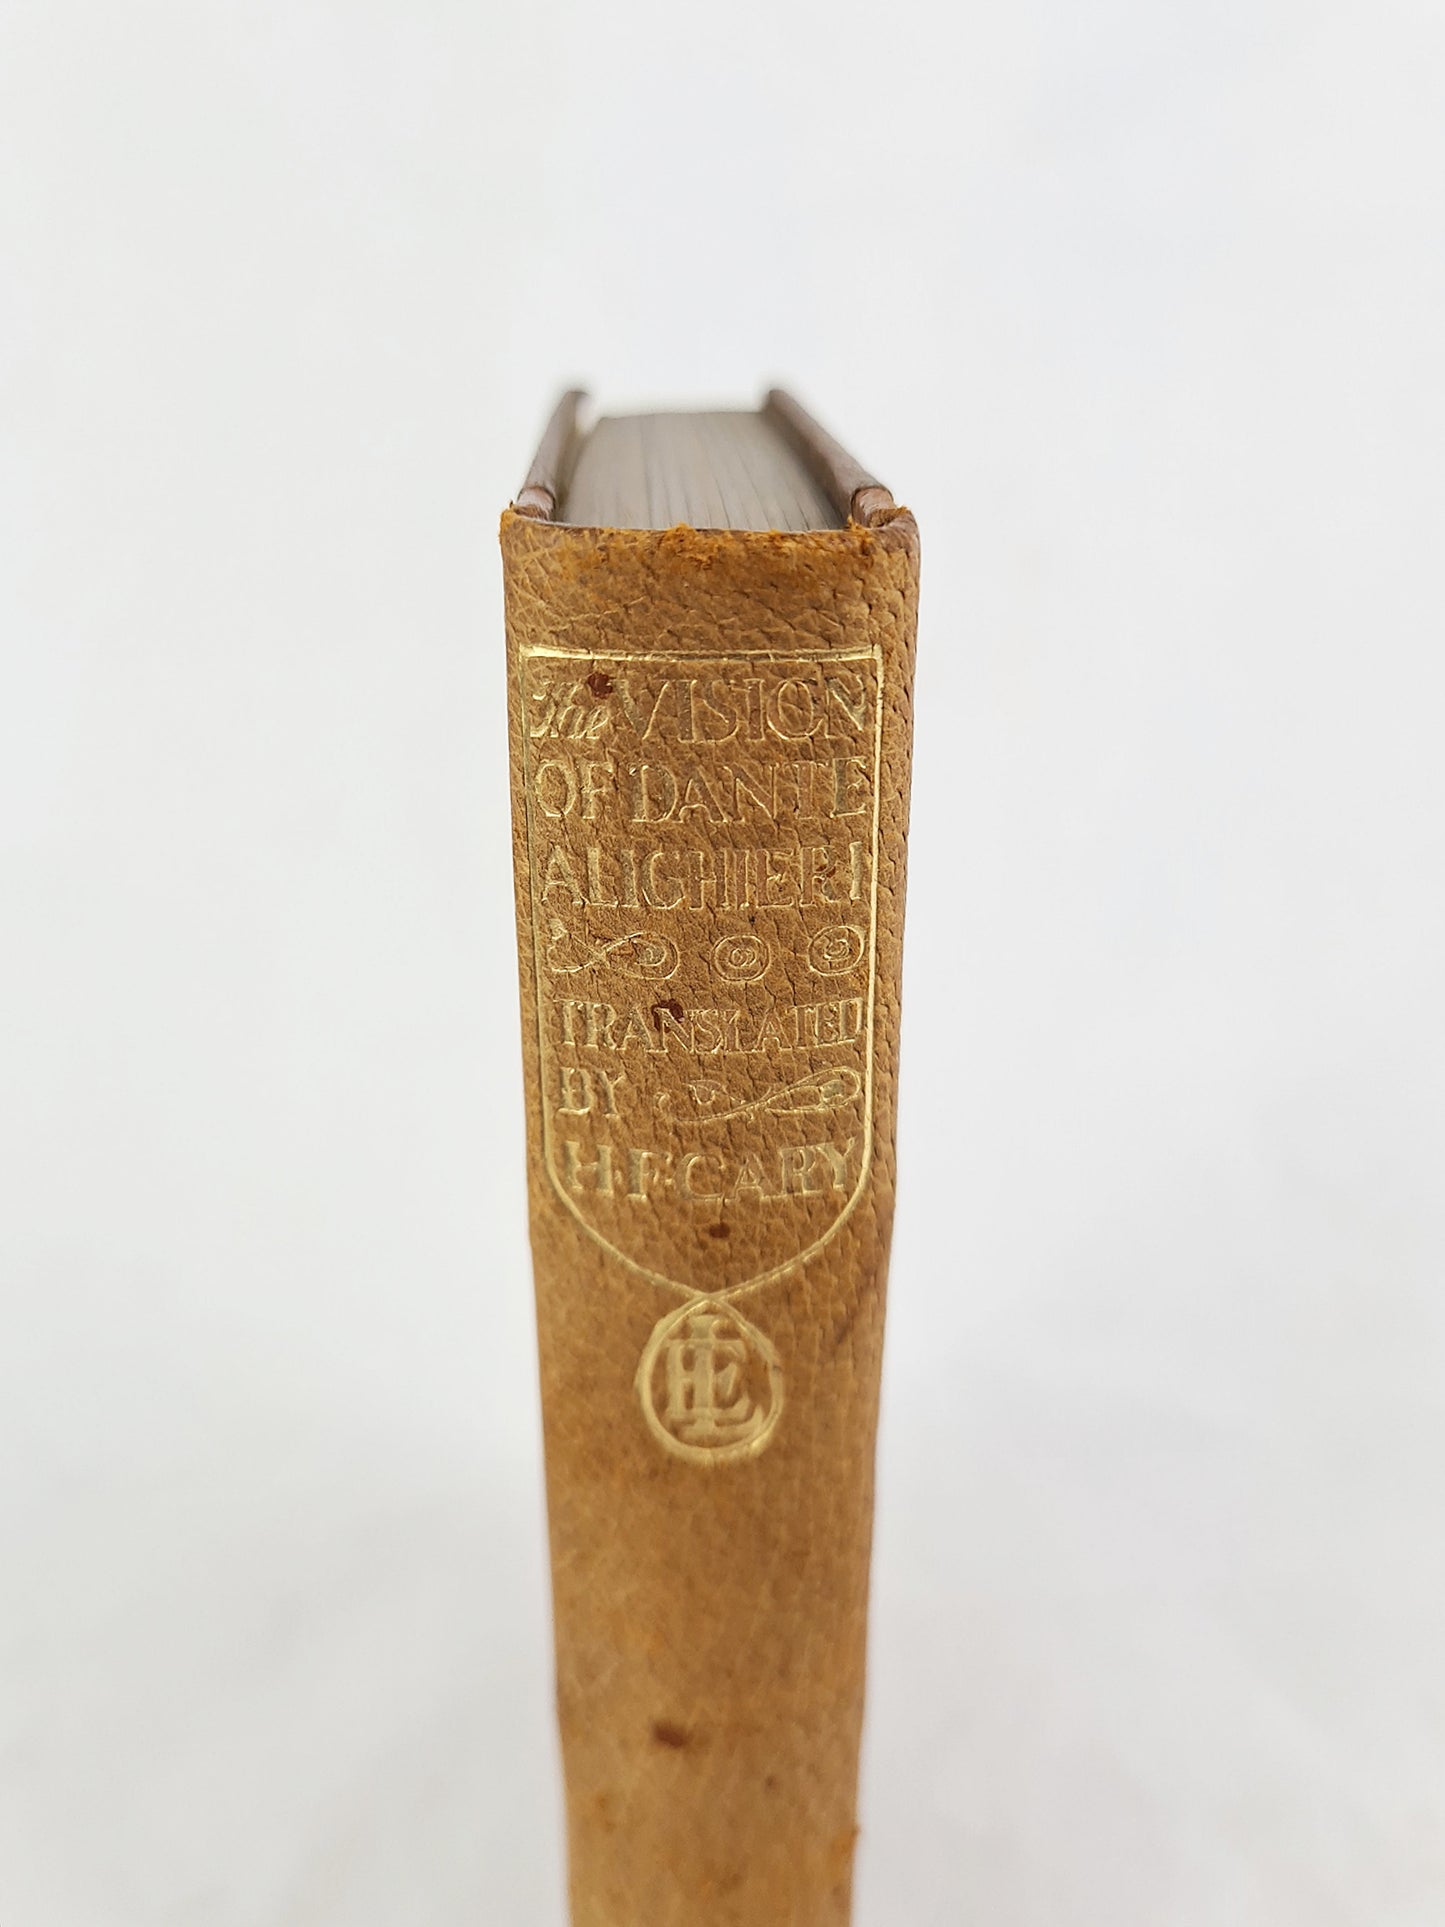 The VISION
OF DANTE
ALIGHIERI
TRANSLATED
BY
H·F·CARY
EL